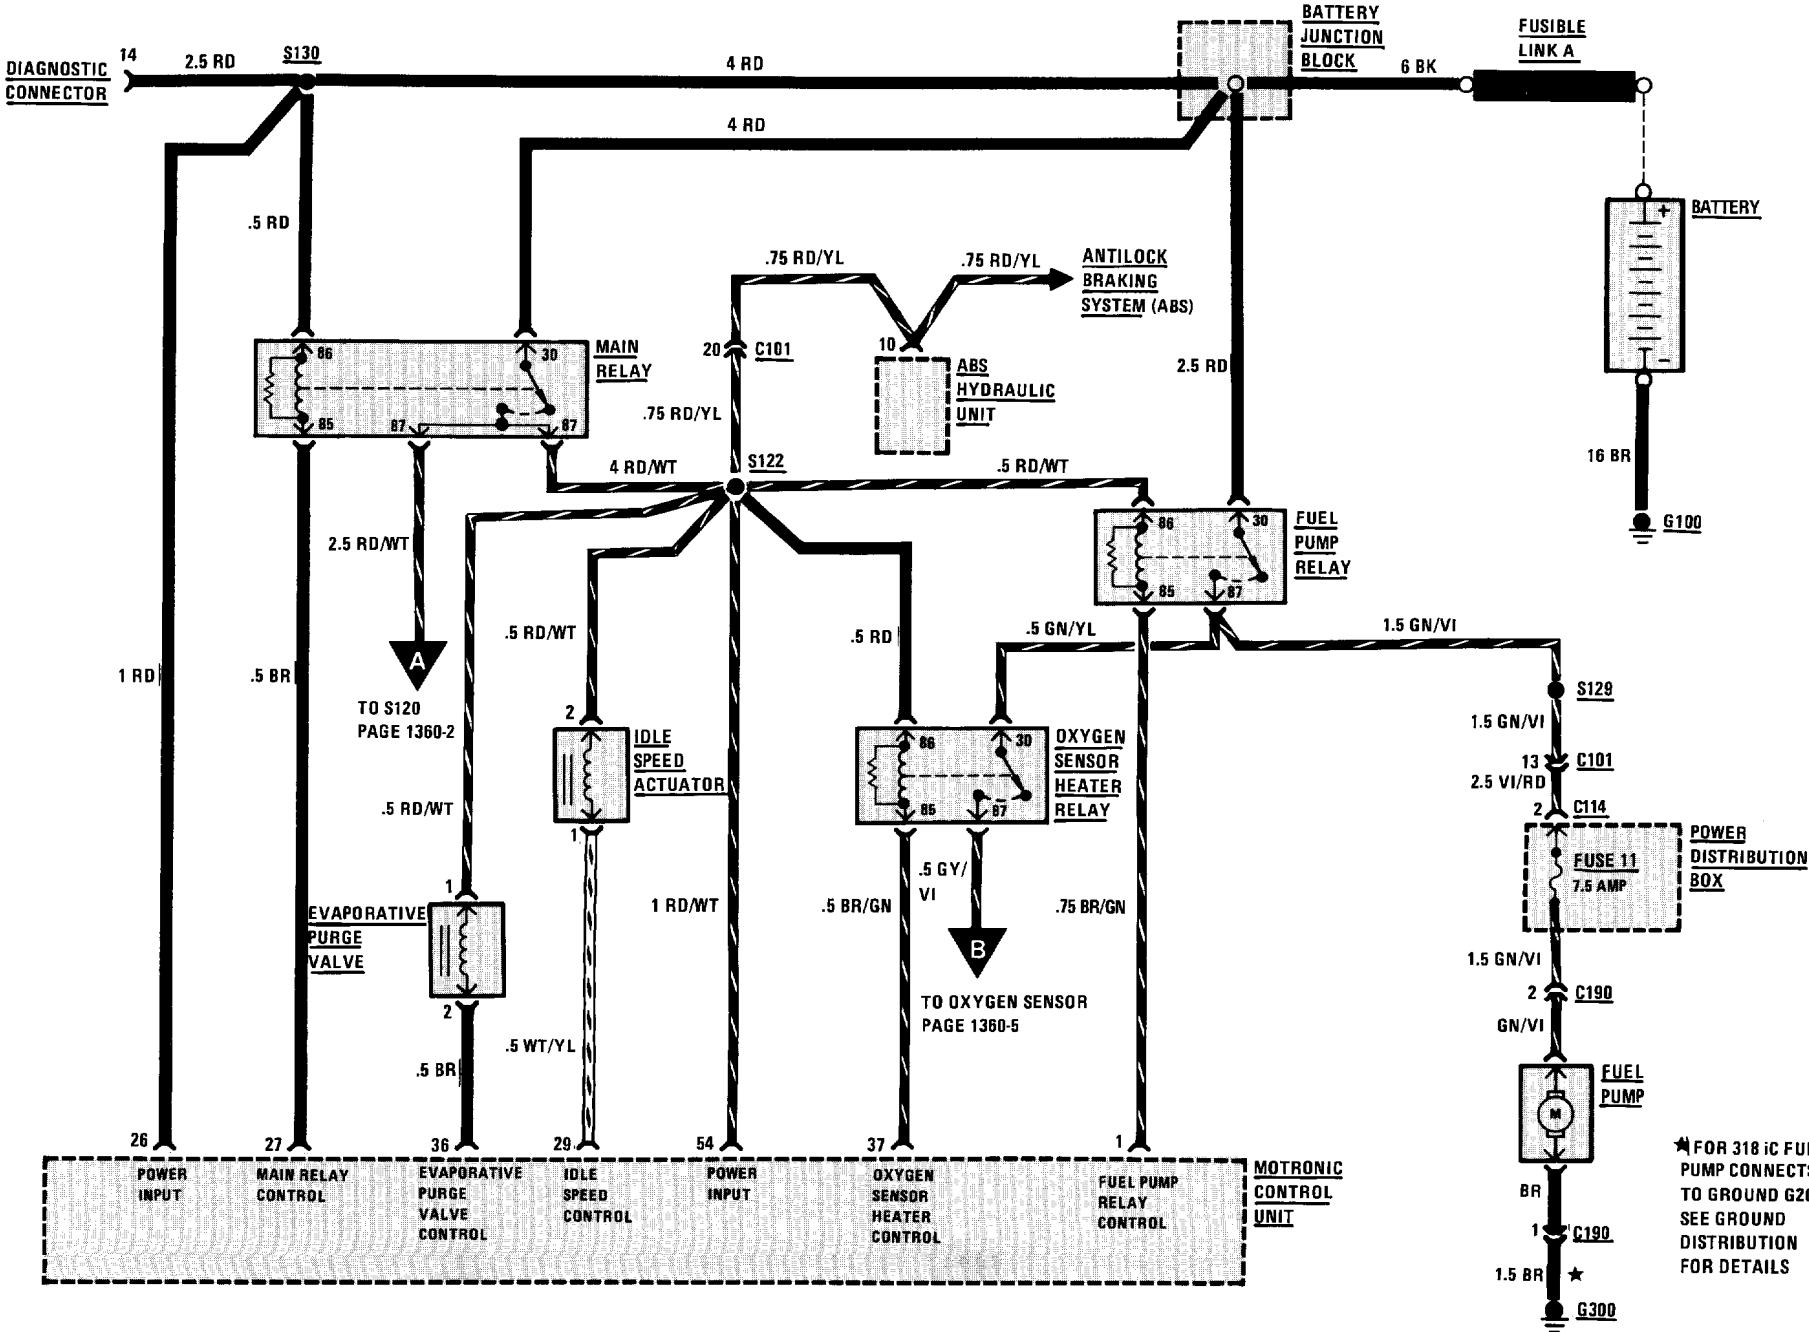 BATTERY
JUNCTION
BLOCK
FUSIBLE
LINK A
14
2.5 RD
S130
4 RD
6 BK
DIAGNOSTIC
CONNECTOR
4 RD
.5 RD
+
BATTERY
–
.75 RD/YL
.75 RD/YL
ANTILOCK
BRAKING
SYSTEM (ABS)
86
30
MAIN
RELAY
20
C101
10
ABS
HYDRAULIC
UNIT
2.5 RD
85
87
87
.75 RD/YL
16 BR
4 RD/WT
S122
.5 RD/WT
G100
86
30
FUEL
PUMP
RELAY
85
87
2.5 RD/WT
.5 RD/WT
.5 RD
.5 GN/YL
1.5 GN/VI
1 RD
.5 BR
A
TO S120
PAGE 1360-2
S129
1.5 GN/VI
2
IDLE
SPEED
ACTUATOR
1
86
30
OXYGEN
SENSOR
HEATER
RELAY
85
87
13
C101
2.5 VI/RD
2
C114
.5 RD/WT
FUSE 11
7.5 AMP
POWER
DISTRIBUTION
BOX
1
EVAPORATIVE
PURGE
VALVE
2
1 RD/WT
.5 BR/GN
.5 GY/
VI
.75 BR/GN
B
TO OXYGEN SENSOR
PAGE 1360-5
1.5 GN/VI
2
C190
GN/VI
.5 BR
.5 WT/YL
FUEL
PUMP
M
26
27
36
29
54
37
1
POWER
INPUT
MAIN RELAY
CONTROL
EVAPORATIVE
PURGE
VALVE
CONTROL
IDLE
SPEED
CONTROL
POWER
INPUT
OXYGEN
SENSOR
HEATER
CONTROL
FUEL PUMP
RELAY
CONTROL
MOTRONIC
CONTROL
UNIT
BR
1
C190
1.5 BR ★
G300
★ FOR 318 iC FU
PUMP CONNECTS
TO GROUND G20
SEE GROUND
DISTRIBUTION
FOR DETAILS